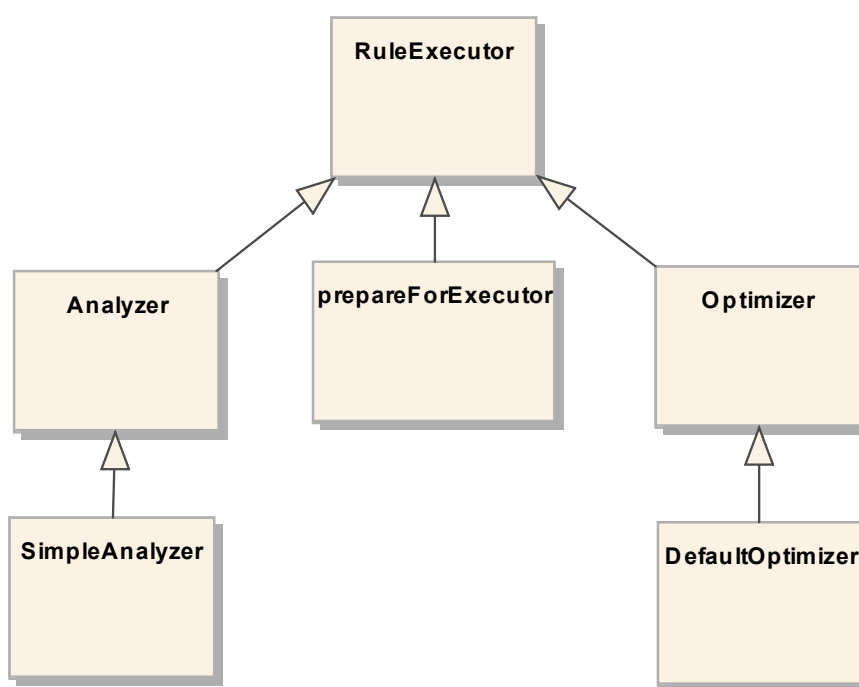 RuleExecutor
Analyzer
prepareForExecutor
Optimizer
SimpleAnalyzer
DefaultOptimizer